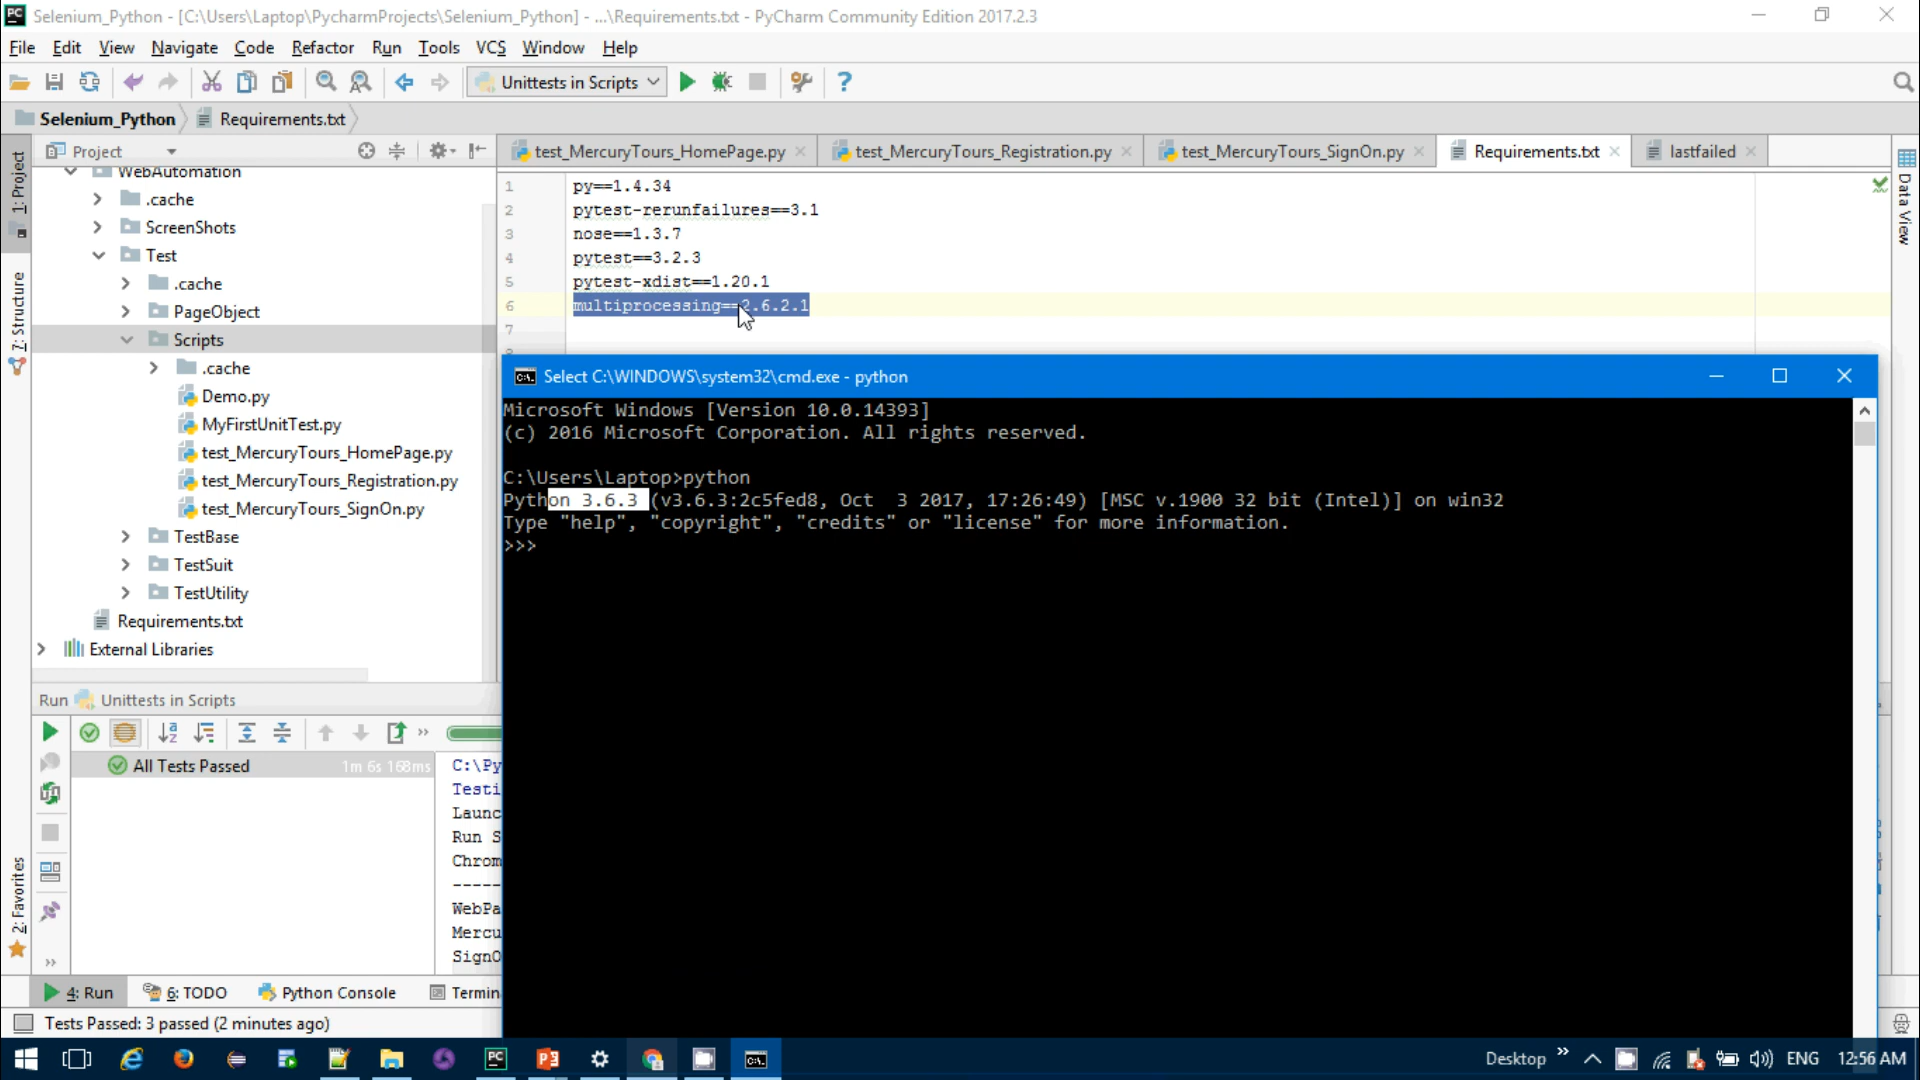 Selenium_Python - [C:\Users\Laptop\PycharmProjects\Selenium_Python] - ...\Requirements.txt - PyCharm Community Edition 2017.2.3
File Edit View Navigate Code Refactor Run Tools VCS Window Help
Unittests in Scripts
Selenium_Python Requirements.txt
1: Project
7: Structure
2: Favorites
Project
WebAutomation
.cache
ScreenShots
Test
.cache
PageObject
Scripts
.cache
Demo.py
MyFirstUnitTest.py
test_MercuryTours_HomePage.py
test_MercuryTours_Registration.py
test_MercuryTours_SignOn.py
TestBase
TestSuit
TestUtility
Requirements.txt
External Libraries
test_MercuryTours_HomePage.py test_MercuryTours_Registration.py test_MercuryTours_SignOn.py Requirements.txt lastfailed
Data View
1 py==1.4.34
2 pytest-rerunfailures==3.1
3 nose==1.3.7
4 pytest==3.2.3
5 pytest-xdist==1.20.1
6 multiprocessing==2.6.2.1
7
Select C:\WINDOWS\system32\cmd.exe - python
Microsoft Windows [Version 10.0.14393]
(c) 2016 Microsoft Corporation. All rights reserved.
C:\Users\Laptop>python
Python 3.6.3 (v3.6.3:2c5fed8, Oct  3 2017, 17:26:49) [MSC v.1900 32 bit (Intel)] on win32
Type "help", "copyright", "credits" or "license" for more information.
>>>
Run Unittests in Scripts
All Tests Passed 1m 6s 168ms
C:\Py
Testi
Launc
Run S
Chrom
-----
WebPa
Mercu
SignO
4: Run 6: TODO Python Console Termin
Tests Passed: 3 passed (2 minutes ago)
Desktop ENG 12:56 AM